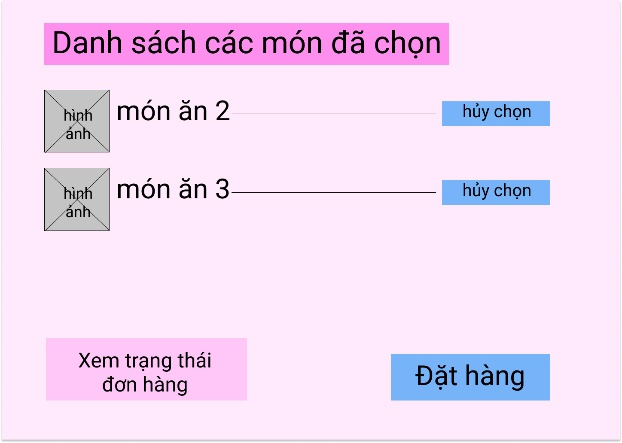 Danh sách các món đã chọn
hình
ảnh
món ăn 2
hủy chọn
hình
ảnh
món ăn 3
hủy chọn
Xem trạng thái
đơn hàng
Đặt hàng